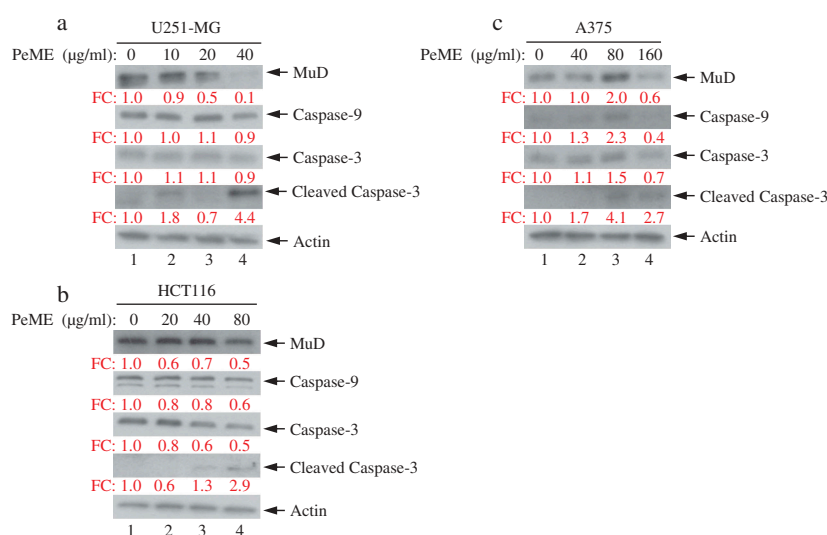 a
U251-MG
PeME (µg/ml): 0 10 20 40
MuD
FC: 1.0 0.9 0.5 0.1
Caspase-9
FC: 1.0 1.0 1.1 0.9
Caspase-3
FC: 1.0 1.1 1.1 0.9
Cleaved Caspase-3
FC: 1.0 1.8 0.7 4.4
Actin
1 2 3 4
c
A375
PeME (µg/ml): 0 40 80 160
MuD
FC: 1.0 1.0 2.0 0.6
Caspase-9
FC: 1.0 1.3 2.3 0.4
Caspase-3
FC: 1.0 1.1 1.5 0.7
Cleaved Caspase-3
FC: 1.0 1.7 4.1 2.7
Actin
1 2 3 4
b
HCT116
PeME (µg/ml): 0 20 40 80
MuD
FC: 1.0 0.6 0.7 0.5
Caspase-9
FC: 1.0 0.8 0.8 0.6
Caspase-3
FC: 1.0 0.8 0.6 0.5
Cleaved Caspase-3
FC: 1.0 0.6 1.3 2.9
Actin
1 2 3 4